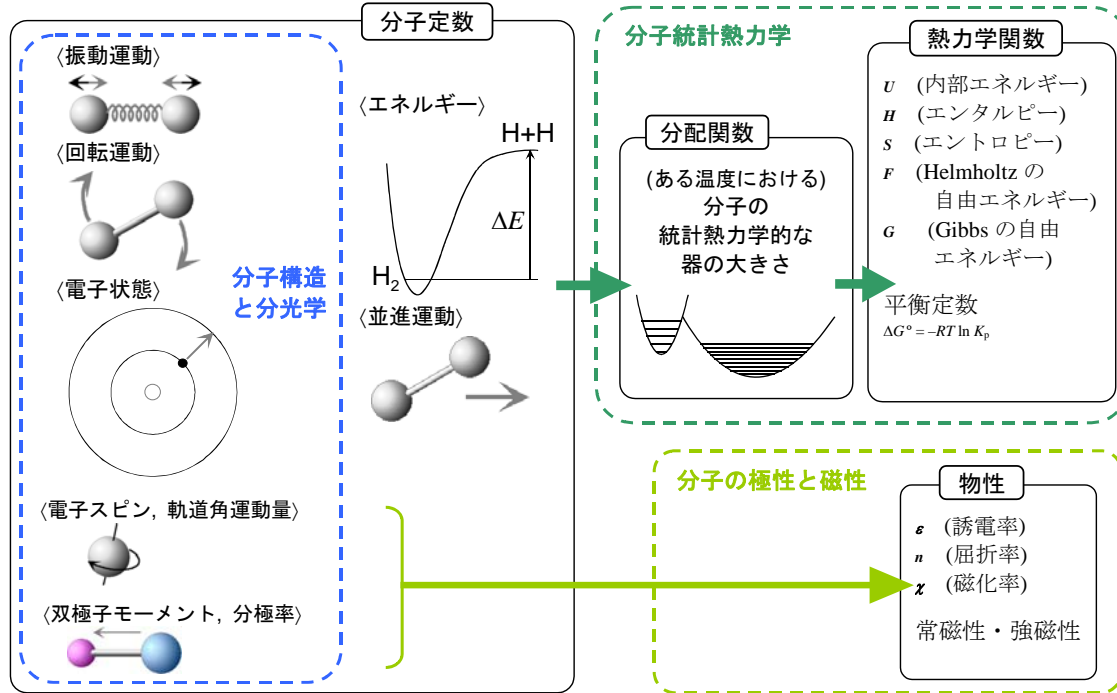 分子定数
〈振動運動〉
〈回転運動〉
〈電子状態〉
分子構造
と分光学
〈電子スピン, 軌道角運動量〉
〈双極子モーメント, 分極率〉
〈エネルギー〉
H+H
ΔE
H₂
〈並進運動〉
分子統計熱力学
分配関数
(ある温度における)
分子の
統計熱力学的な
器の大きさ
熱力学関数
U (内部エネルギー)
H (エンタルピー)
S (エントロピー)
F (Helmholtz の
自由エネルギー)
G (Gibbs の自由
エネルギー)
平衡定数
ΔG° = –RT ln Kₚ
分子の極性と磁性
物性
ε (誘電率)
n (屈折率)
χ (磁化率)
常磁性・強磁性